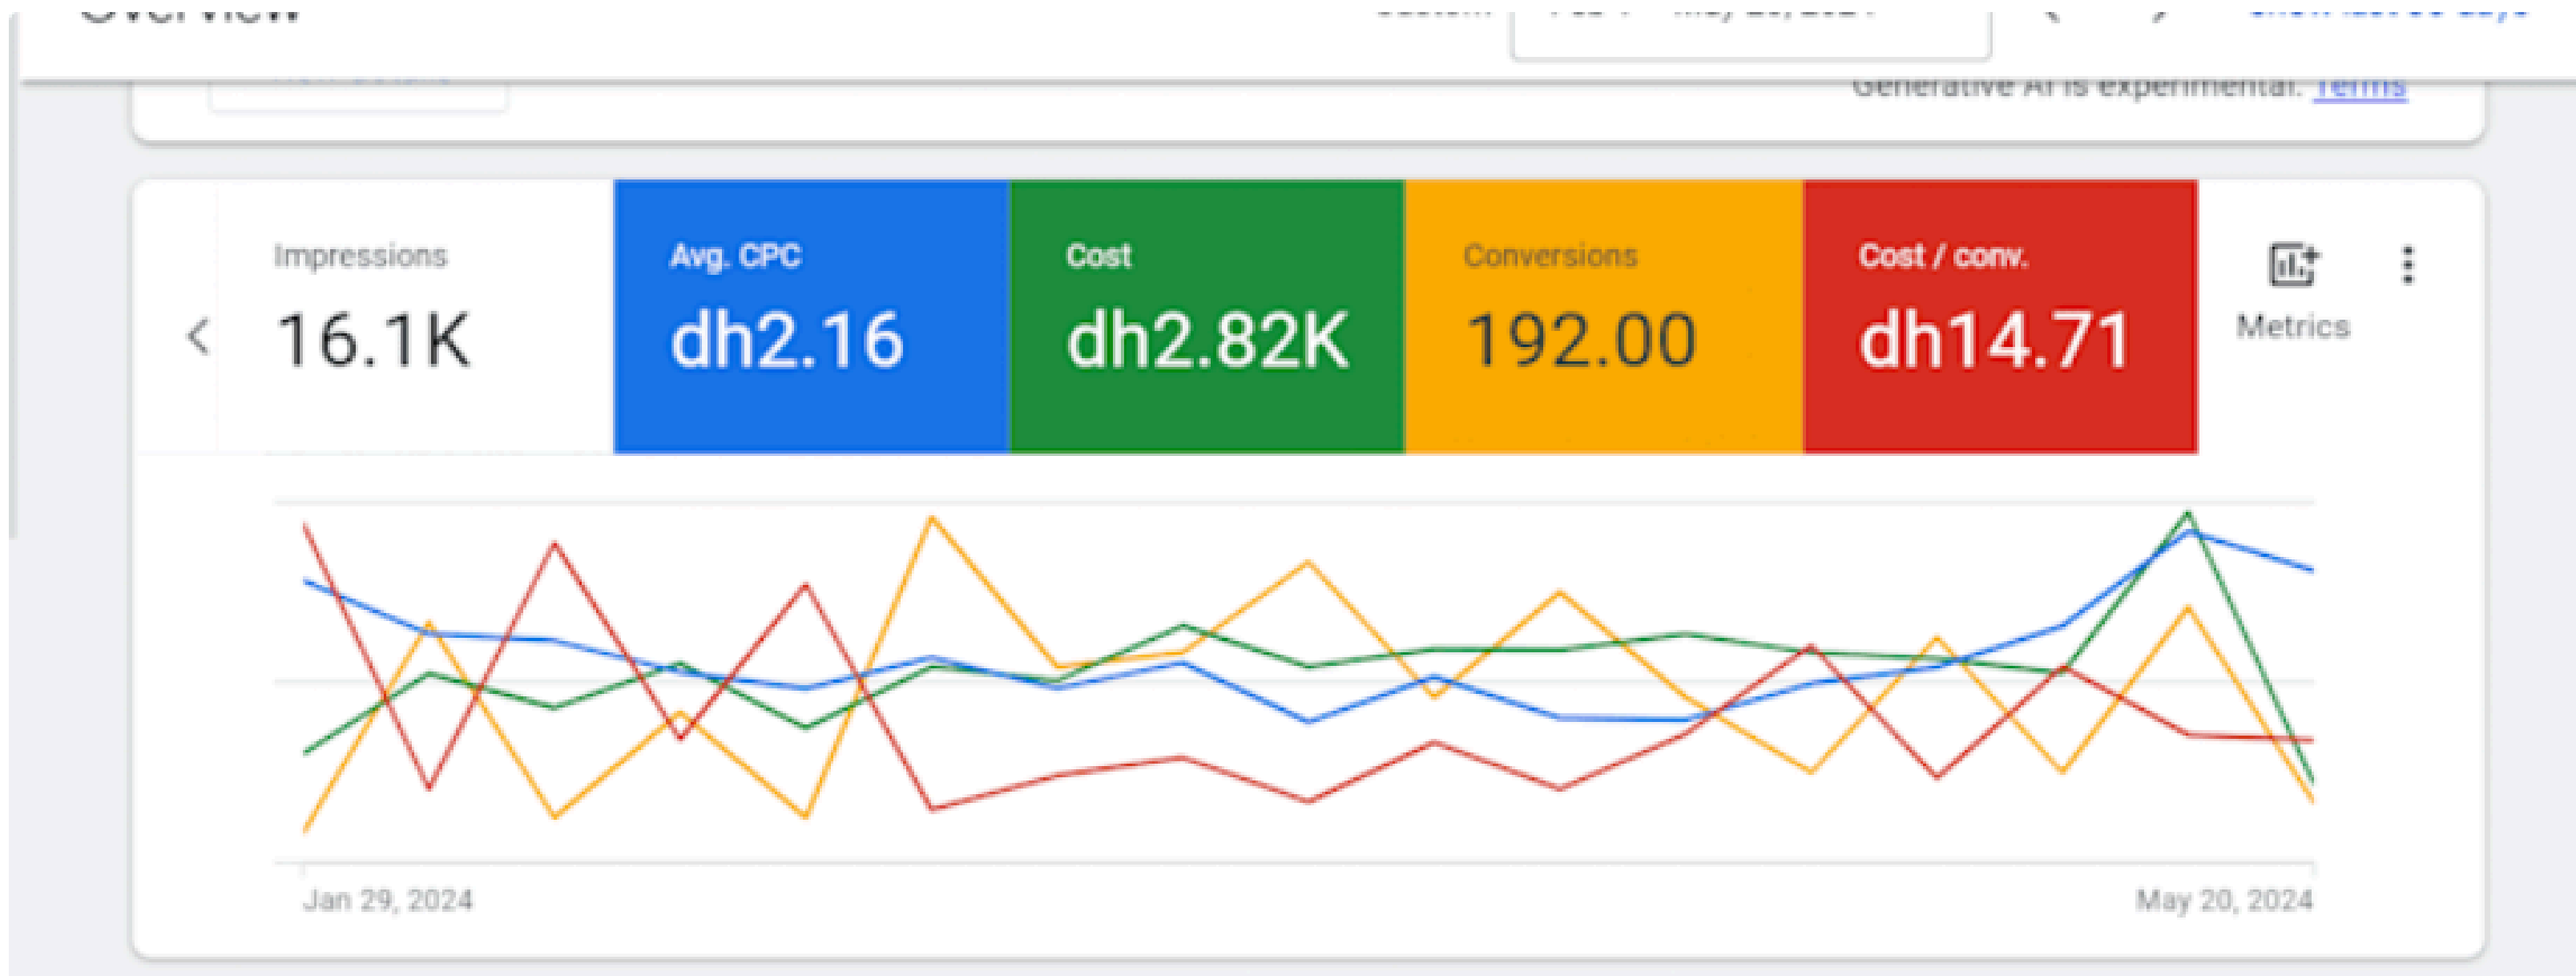 Overview
Generative AI is experimental. Terms
Impressions
16.1K
Avg. CPC
dh2.16
Cost
dh2.82K
Conversions
192.00
Cost / conv.
dh14.71
Metrics
Jan 29, 2024
May 20, 2024